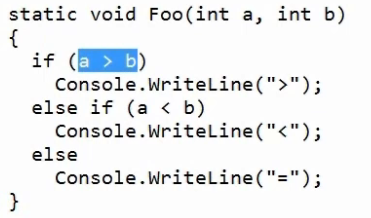 static void Foo(int a, int b)
{
  if (a > b)
    Console.WriteLine(">");
  else if (a < b)
    Console.WriteLine("<");
  else
    Console.WriteLine("=");
}